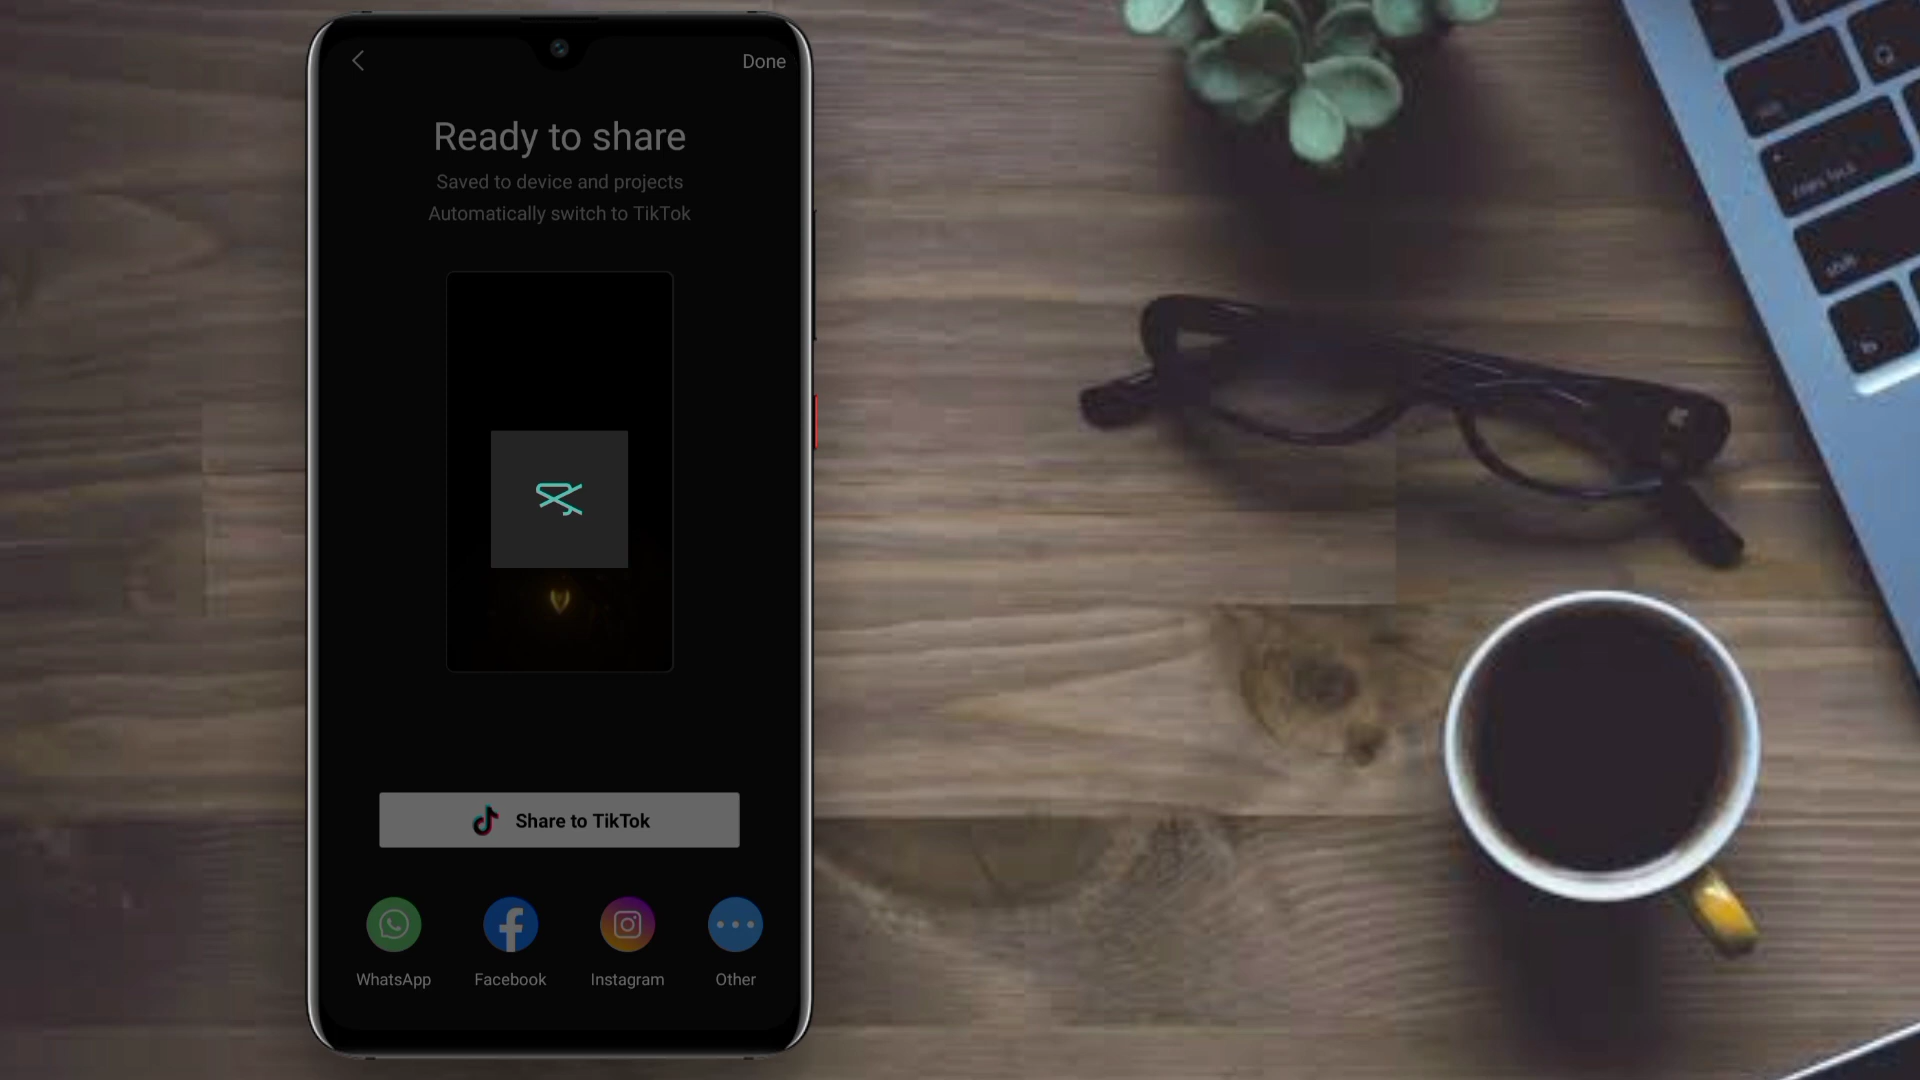 Done
Ready to share
Saved to device and projects
Automatically switch to TikTok
Share to TikTok
WhatsApp
Facebook
Instagram
Other
shift